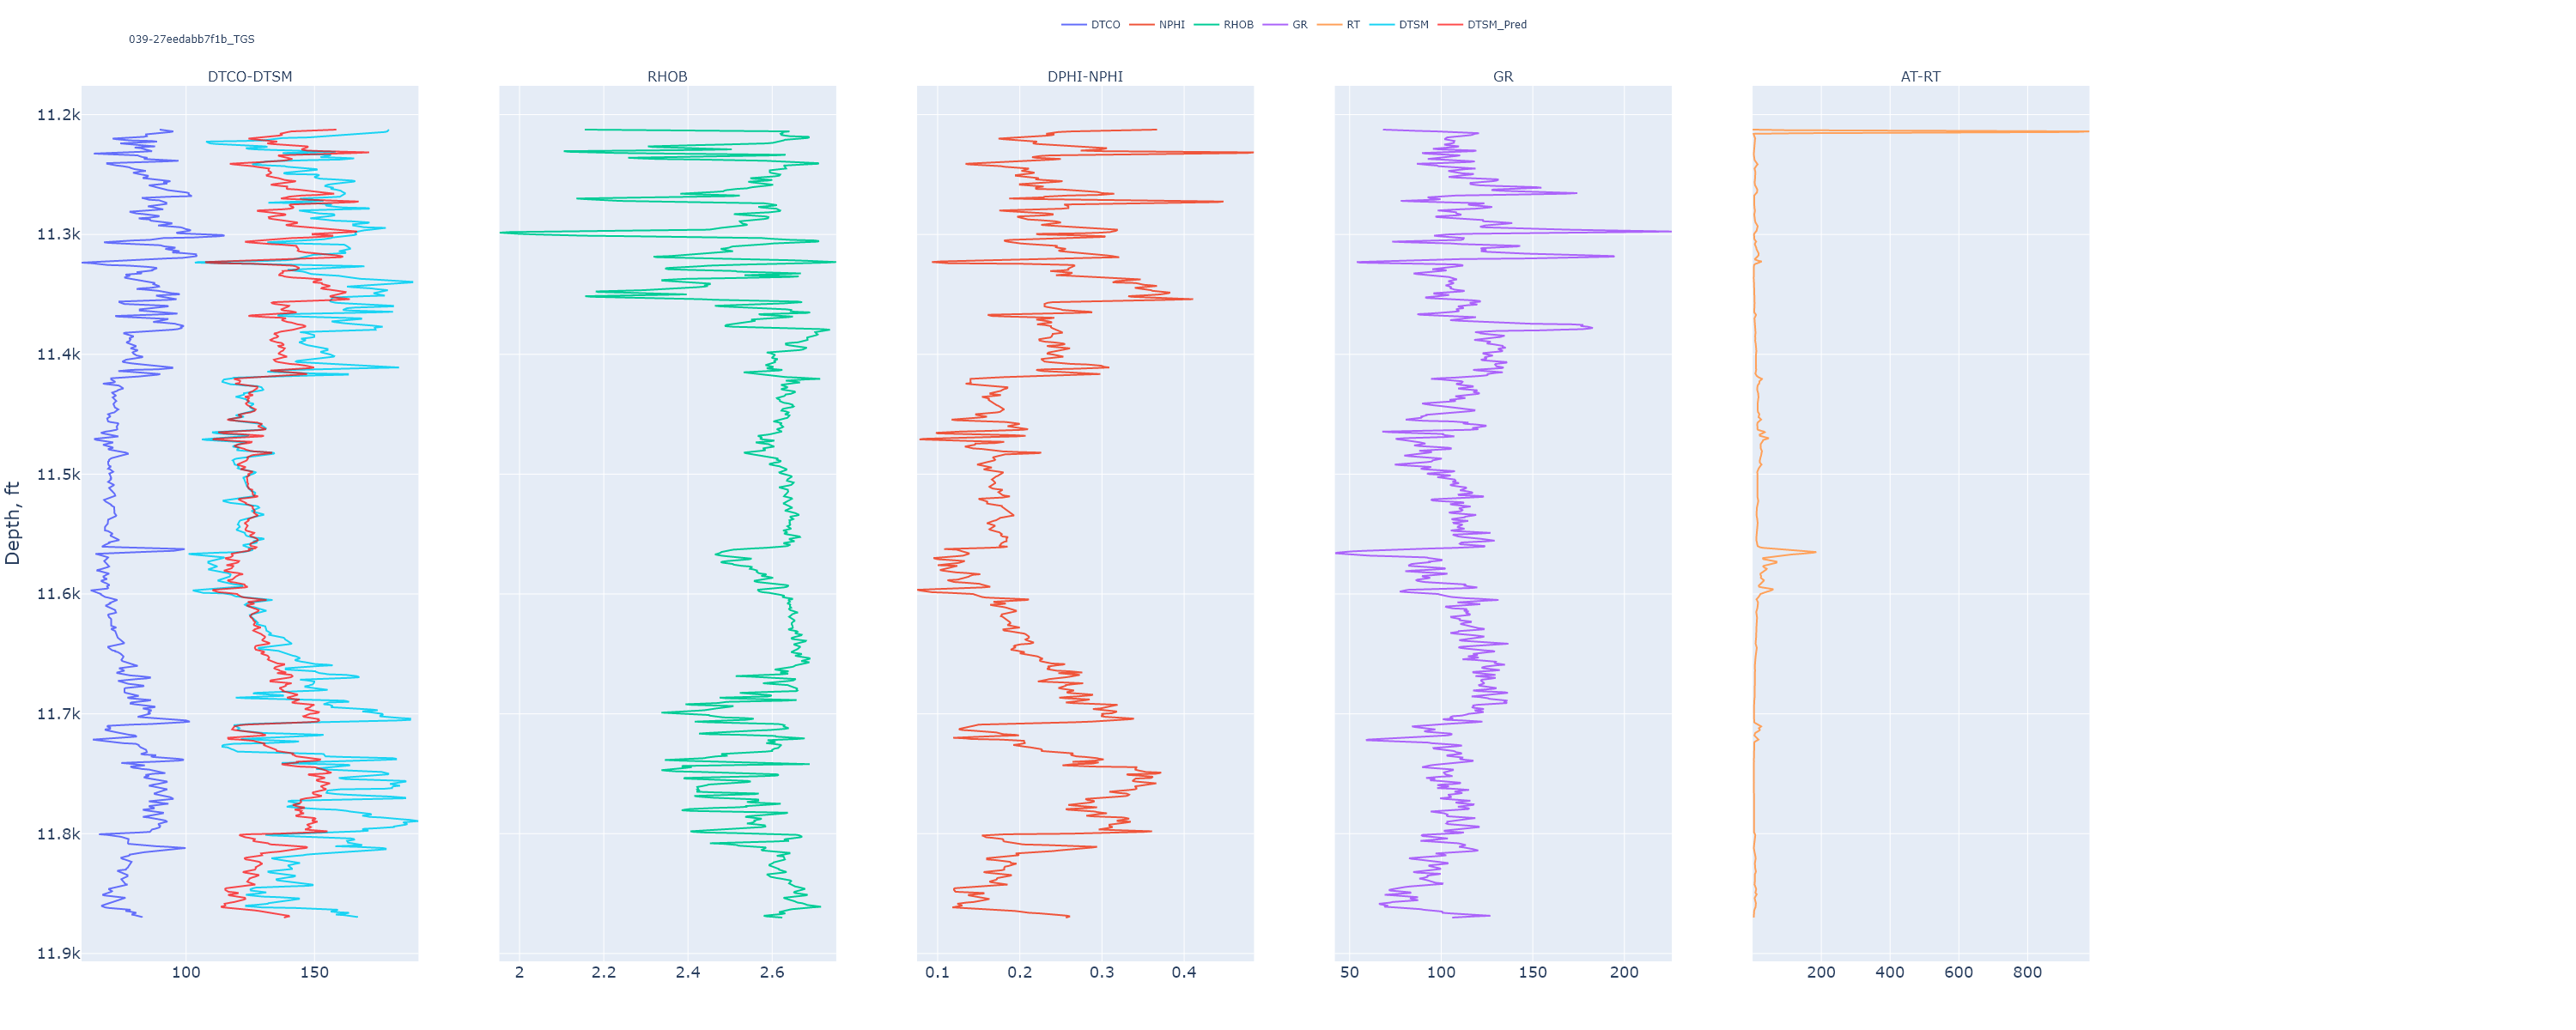 DTCO NPHI RHOB GR RT DTSM DTSM_Pred
039-27eedabb7f1b_TGS
DTCO-DTSM RHOB DPHI-NPHI GR AT-RT
Depth, ft
11.2k
11.3k
11.4k
11.5k
11.6k
11.7k
11.8k
11.9k
100 150 2 2.2 2.4 2.6 0.1 0.2 0.3 0.4 50 100 150 200 200 400 600 800